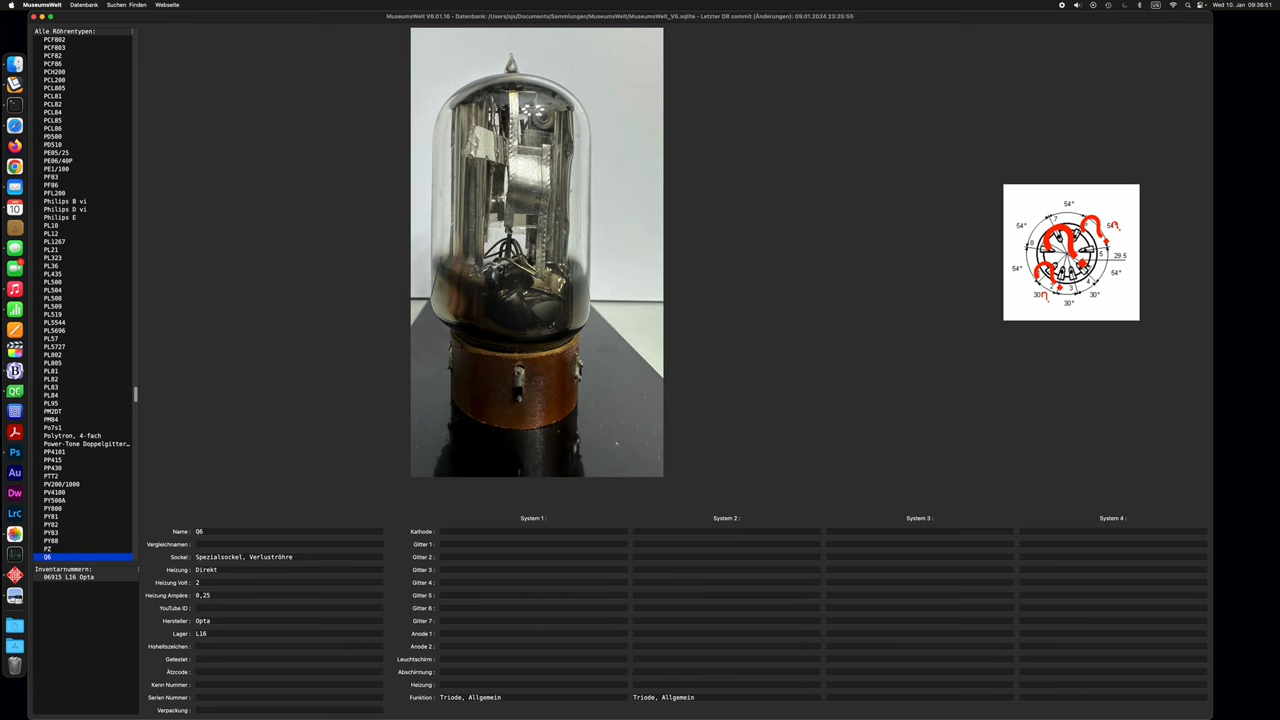 MuseumsWelt Datenbank Suchen Finden Webseite
Wed 10. Jan 09:36:51
MuseumsWelt V6.01.16 - Datenbank: /Users/sjs/Documents/Sammlungen/MuseumsWelt/MuseumsWelt_V6.sqlite - Letzter DB commit (Änderungen): 09.01.2024 23:25:55
Alle Röhrentypen:
PCF802
PCF803
PCF82
PCF86
PCH200
PCL200
PCL805
PCL81
PCL82
PCL84
PCL85
PCL86
PD500
PD510
PE05/25
PE06/40P
PE1/100
PF83
PF86
PFL200
Philips B vi
Philips D vi
Philips E
PL10
PL12
PL1267
PL21
PL323
PL36
PL435
PL500
PL504
PL508
PL509
PL519
PL5544
PL5696
PL57
PL5727
PL802
PL805
PL81
PL82
PL83
PL84
PL95
PM2DT
PM84
Po7s1
Polytron, 4-fach
Power-Tone Doppelgitter…
PP4101
PP415
PP430
PTT2
PV200/1000
PV4100
PY500A
PY800
PY81
PY82
PY83
PY88
PZ
Q6
Inventarnummern:
06915 L16 Opta
54°
54°
54°
7
8
5
29.5
54°
54°
4
3
30°
30°
System 1 :
System 2 :
System 3 :
System 4 :
Name : Q6
Vergleichnamen :
Sockel : Spezialsockel, Verluströhre
Heizung : Direkt
Heizung Volt : 2
Heizung Ampère : 0,25
YouTube ID :
Hersteller : Opta
Lager : L16
Hoheitszeichen :
Getestet :
Ätzcode :
Kenn Nummer :
Serien Nummer :
Verpackung :
Kathode :
Gitter 1 :
Gitter 2 :
Gitter 3 :
Gitter 4 :
Gitter 5 :
Gitter 6 :
Gitter 7 :
Anode 1 :
Anode 2 :
Leuchtschirm :
Abschirmung :
Heizung :
Funktion : Triode, Allgemein Triode, Allgemein